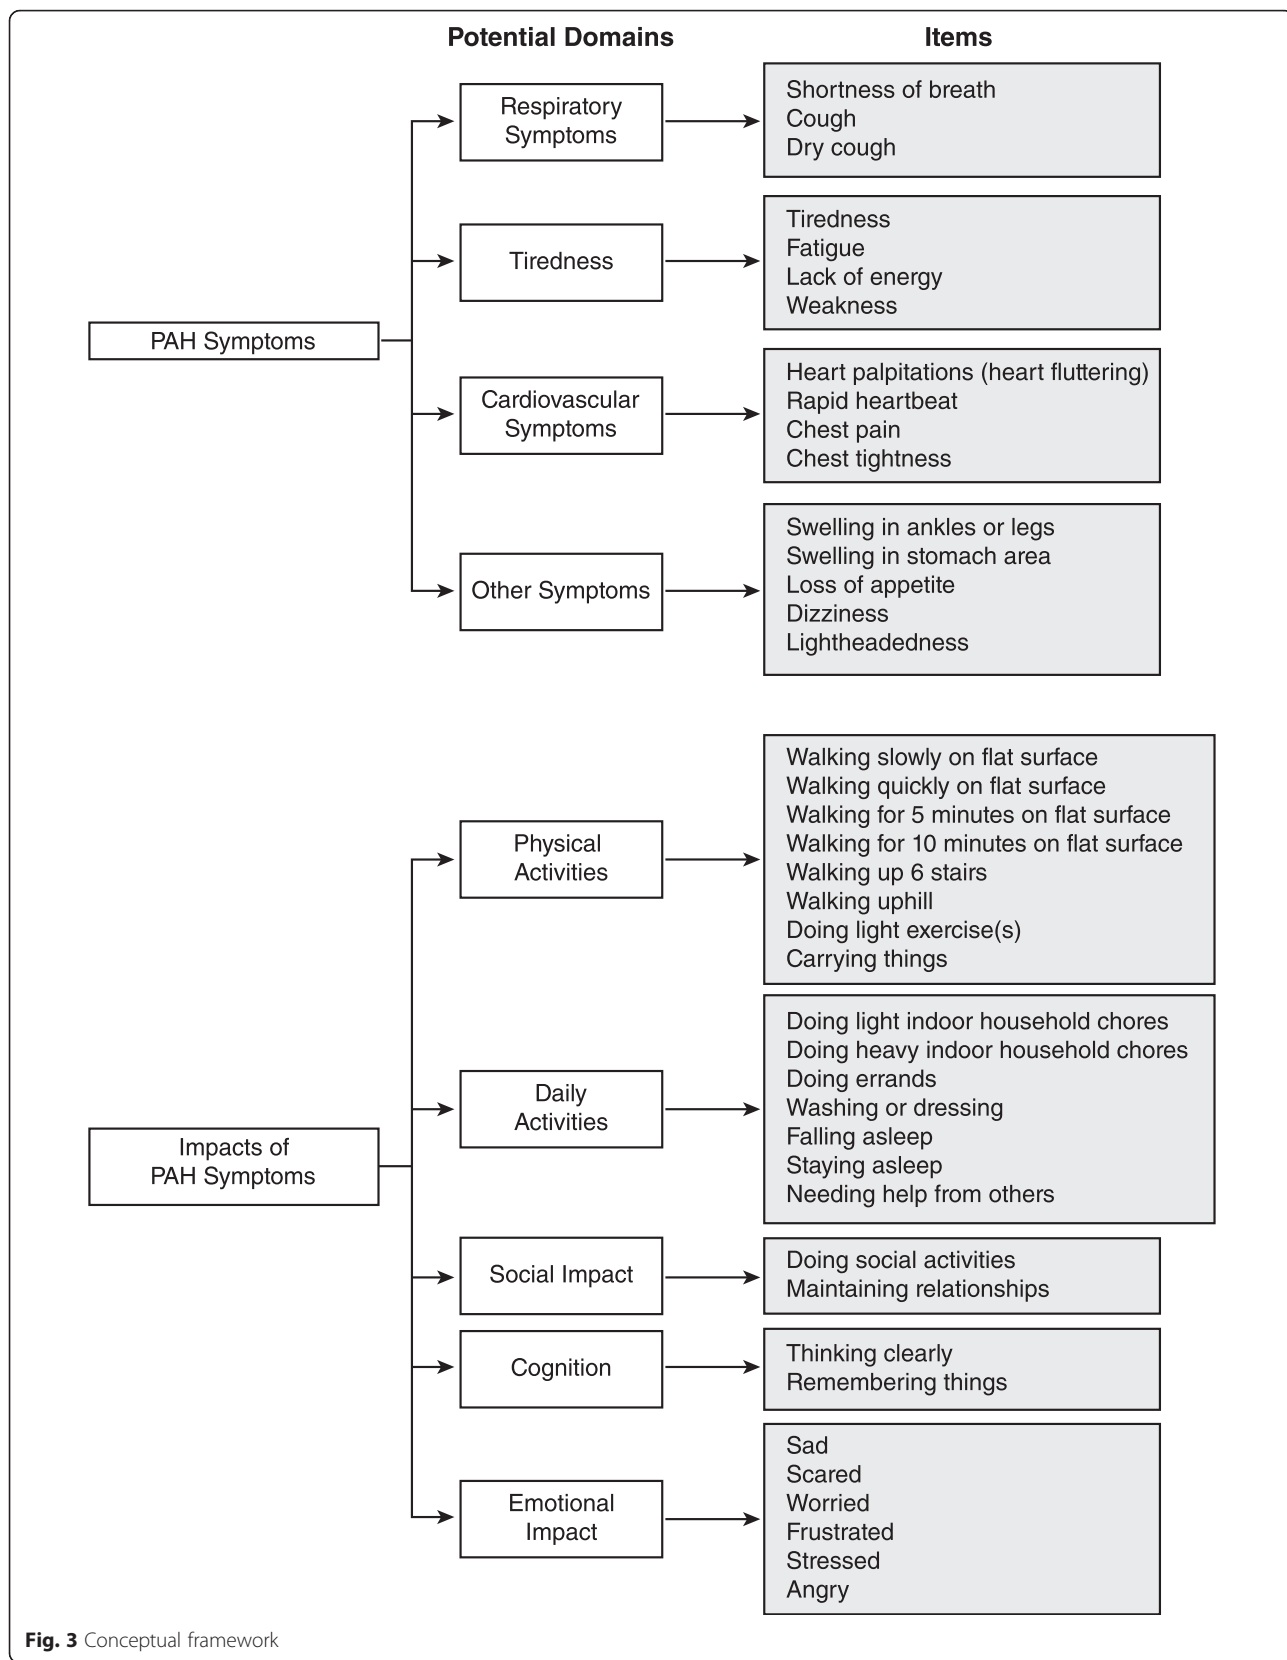 Potential Domains
Items
PAH Symptoms
Respiratory
Symptoms
Shortness of breath
Cough
Dry cough
Tiredness
Tiredness
Fatigue
Lack of energy
Weakness
Cardiovascular
Symptoms
Heart palpitations (heart fluttering)
Rapid heartbeat
Chest pain
Chest tightness
Other Symptoms
Swelling in ankles or legs
Swelling in stomach area
Loss of appetite
Dizziness
Lightheadedness
Impacts of
PAH Symptoms
Physical
Activities
Walking slowly on flat surface
Walking quickly on flat surface
Walking for 5 minutes on flat surface
Walking for 10 minutes on flat surface
Walking up 6 stairs
Walking uphill
Doing light exercise(s)
Carrying things
Daily
Activities
Doing light indoor household chores
Doing heavy indoor household chores
Doing errands
Washing or dressing
Falling asleep
Staying asleep
Needing help from others
Social Impact
Doing social activities
Maintaining relationships
Cognition
Thinking clearly
Remembering things
Emotional
Impact
Sad
Scared
Worried
Frustrated
Stressed
Angry
Fig. 3 Conceptual framework